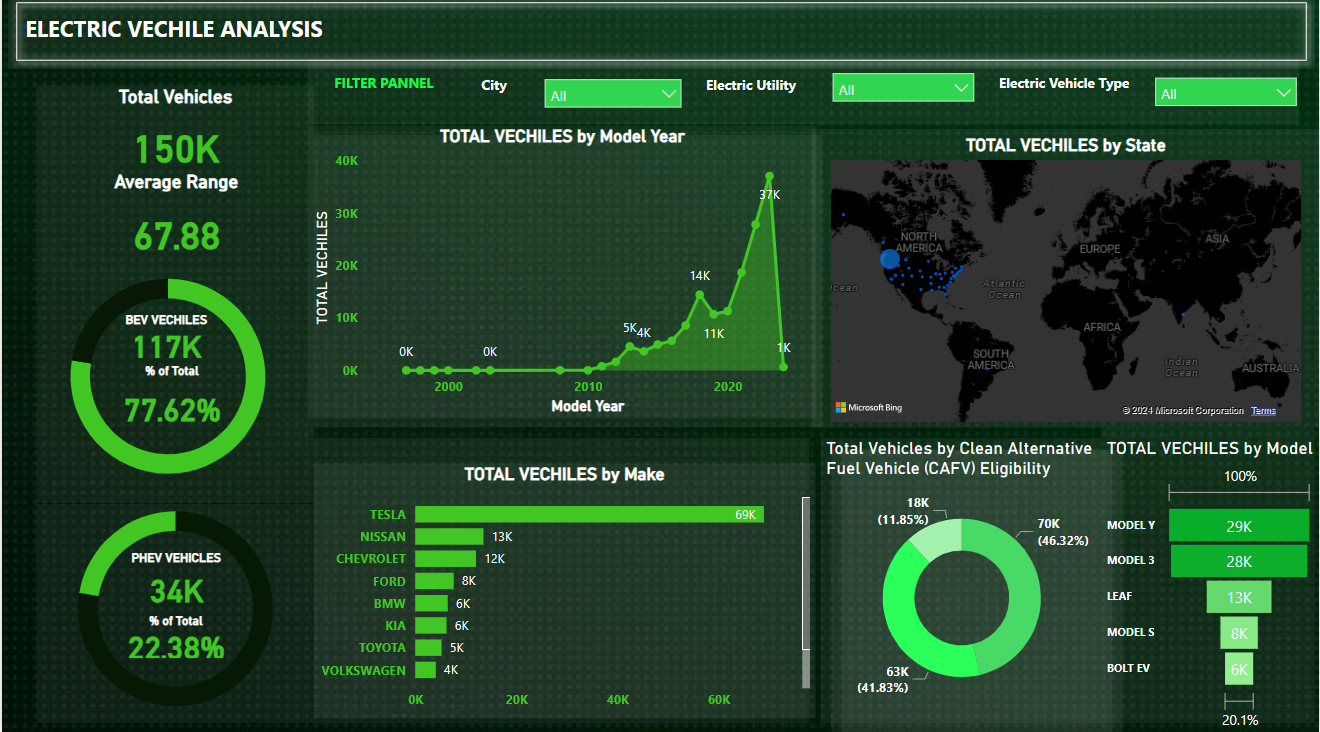 ELECTRIC VECHILE ANALYSIS
FILTER PANNEL
City
All
Electric Utility
All
Electric Vehicle Type
All
Total Vehicles
150K
Average Range
67.88
BEV VECHILES
117K
% of Total
77.62%
PHEV VEHICLES
34K
% of Total
22.38%
TOTAL VECHILES by Model Year
TOTAL VECHILES
40K
30K
20K
10K
0K
0K
0K
5K
4K
14K
11K
37K
1K
2000
2010
2020
Model Year
TOTAL VECHILES by State
NORTH
AMERICA
EUROPE
ASIA
Atlantic
Ocean
cean
AFRICA
SOUTH
AMERICA
Indian
Ocean
AUSTRALIA
Microsoft Bing
© 2024 Microsoft Corporation Terms
TOTAL VECHILES by Make
TESLA 69K
NISSAN 13K
CHEVROLET 12K
FORD 8K
BMW 6K
KIA 6K
TOYOTA 5K
VOLKSWAGEN 4K
0K 20K 40K 60K
Total Vehicles by Clean Alternative
Fuel Vehicle (CAFV) Eligibility
18K
(11.85%)
70K
(46.32%)
63K
(41.83%)
TOTAL VECHILES by Model
100%
MODEL Y 29K
MODEL 3 28K
LEAF 13K
MODEL S 8K
BOLT EV 6K
20.1%